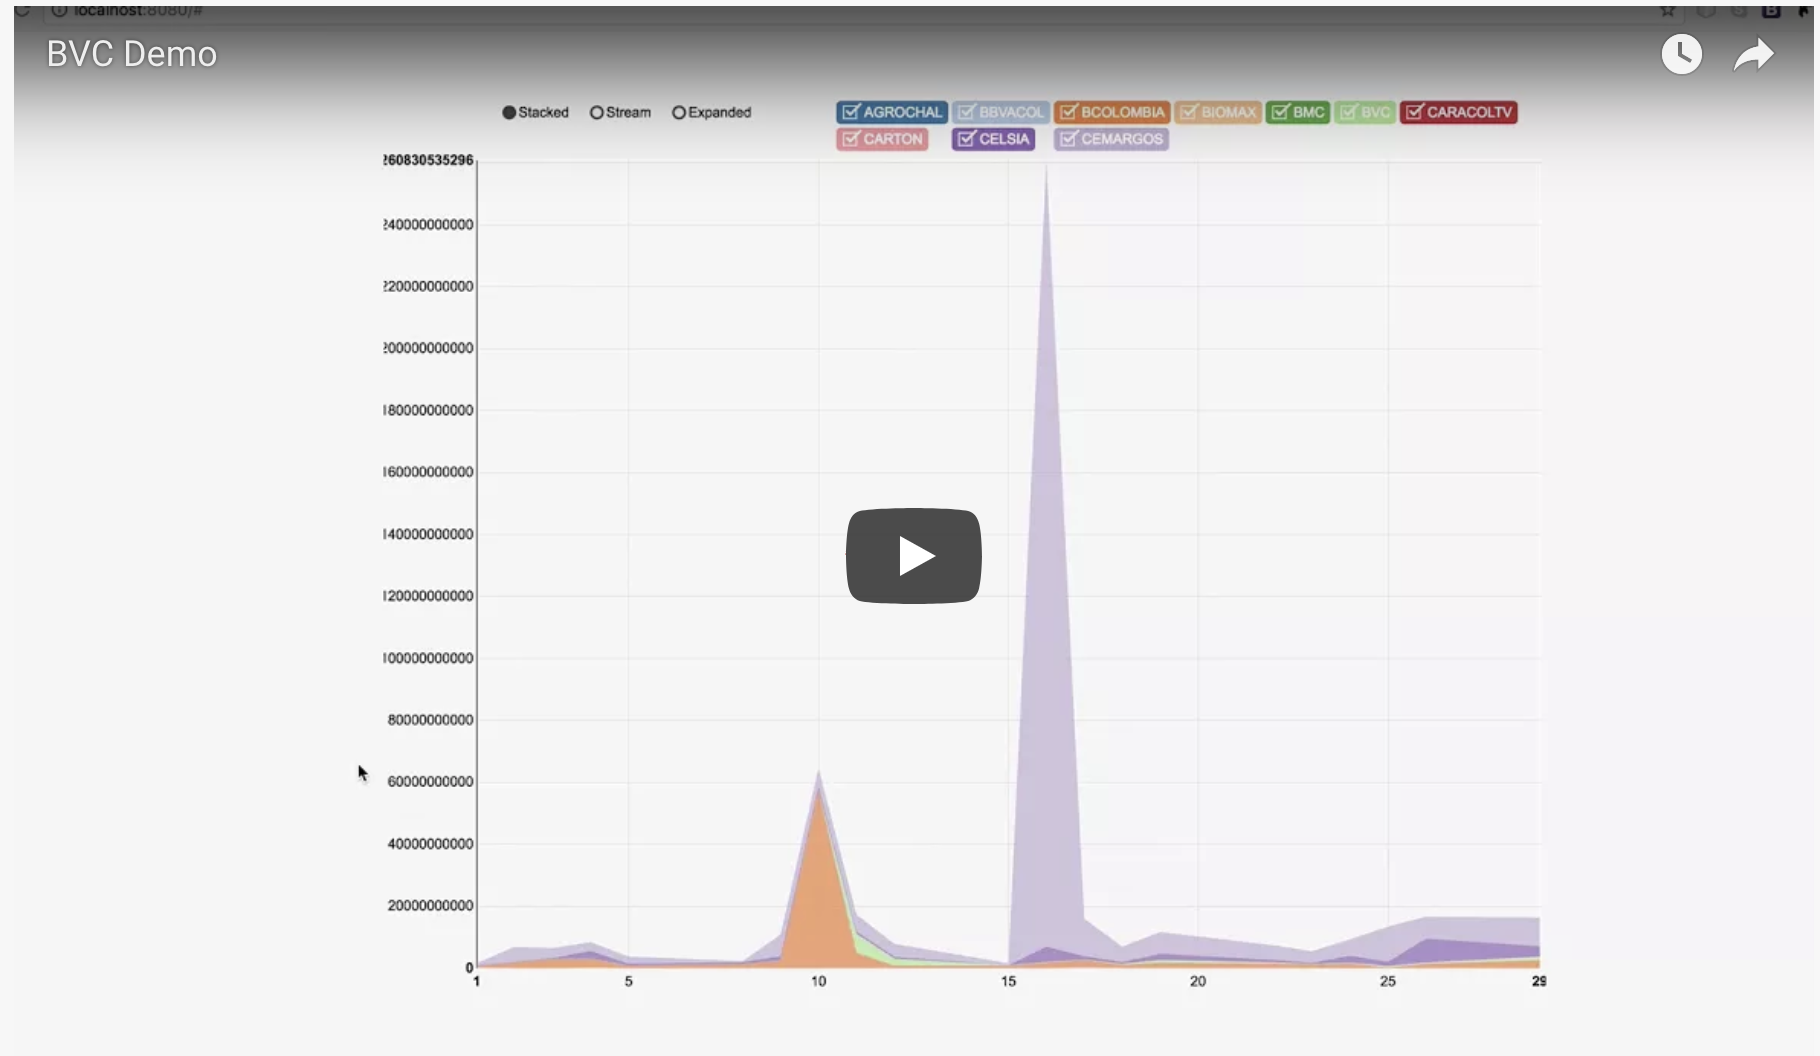 localhost:8080/#
BVC Demo
Stacked Stream Expanded
AGROCHAL BBVACOL BCOLOMBIA BIOMAX BMC BVC CARACOLTV
CARTON CELSIA CEMARGOS
260830535296
240000000000
220000000000
200000000000
180000000000
160000000000
140000000000
120000000000
100000000000
80000000000
60000000000
40000000000
20000000000
0
1 5 10 15 20 25 29